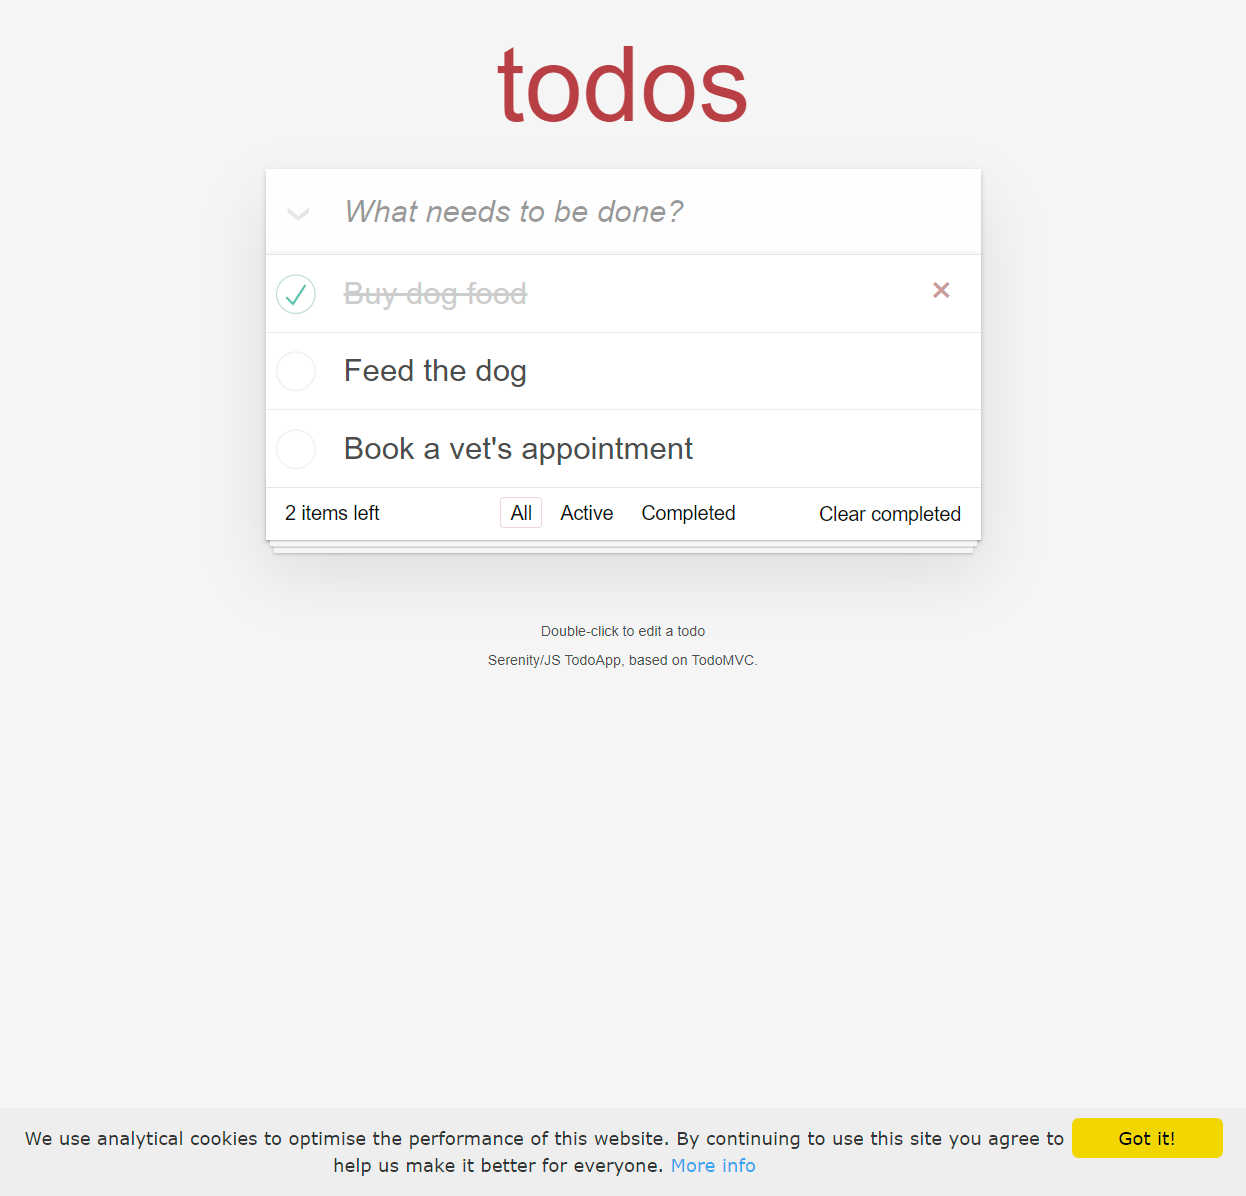 todos
What needs to be done?
Buy dog food
Feed the dog
Book a vet's appointment
2 items left All Active Completed Clear completed
Double-click to edit a todo
Serenity/JS TodoApp, based on TodoMVC.
We use analytical cookies to optimise the performance of this website. By continuing to use this site you agree to
help us make it better for everyone. More info
Got it!